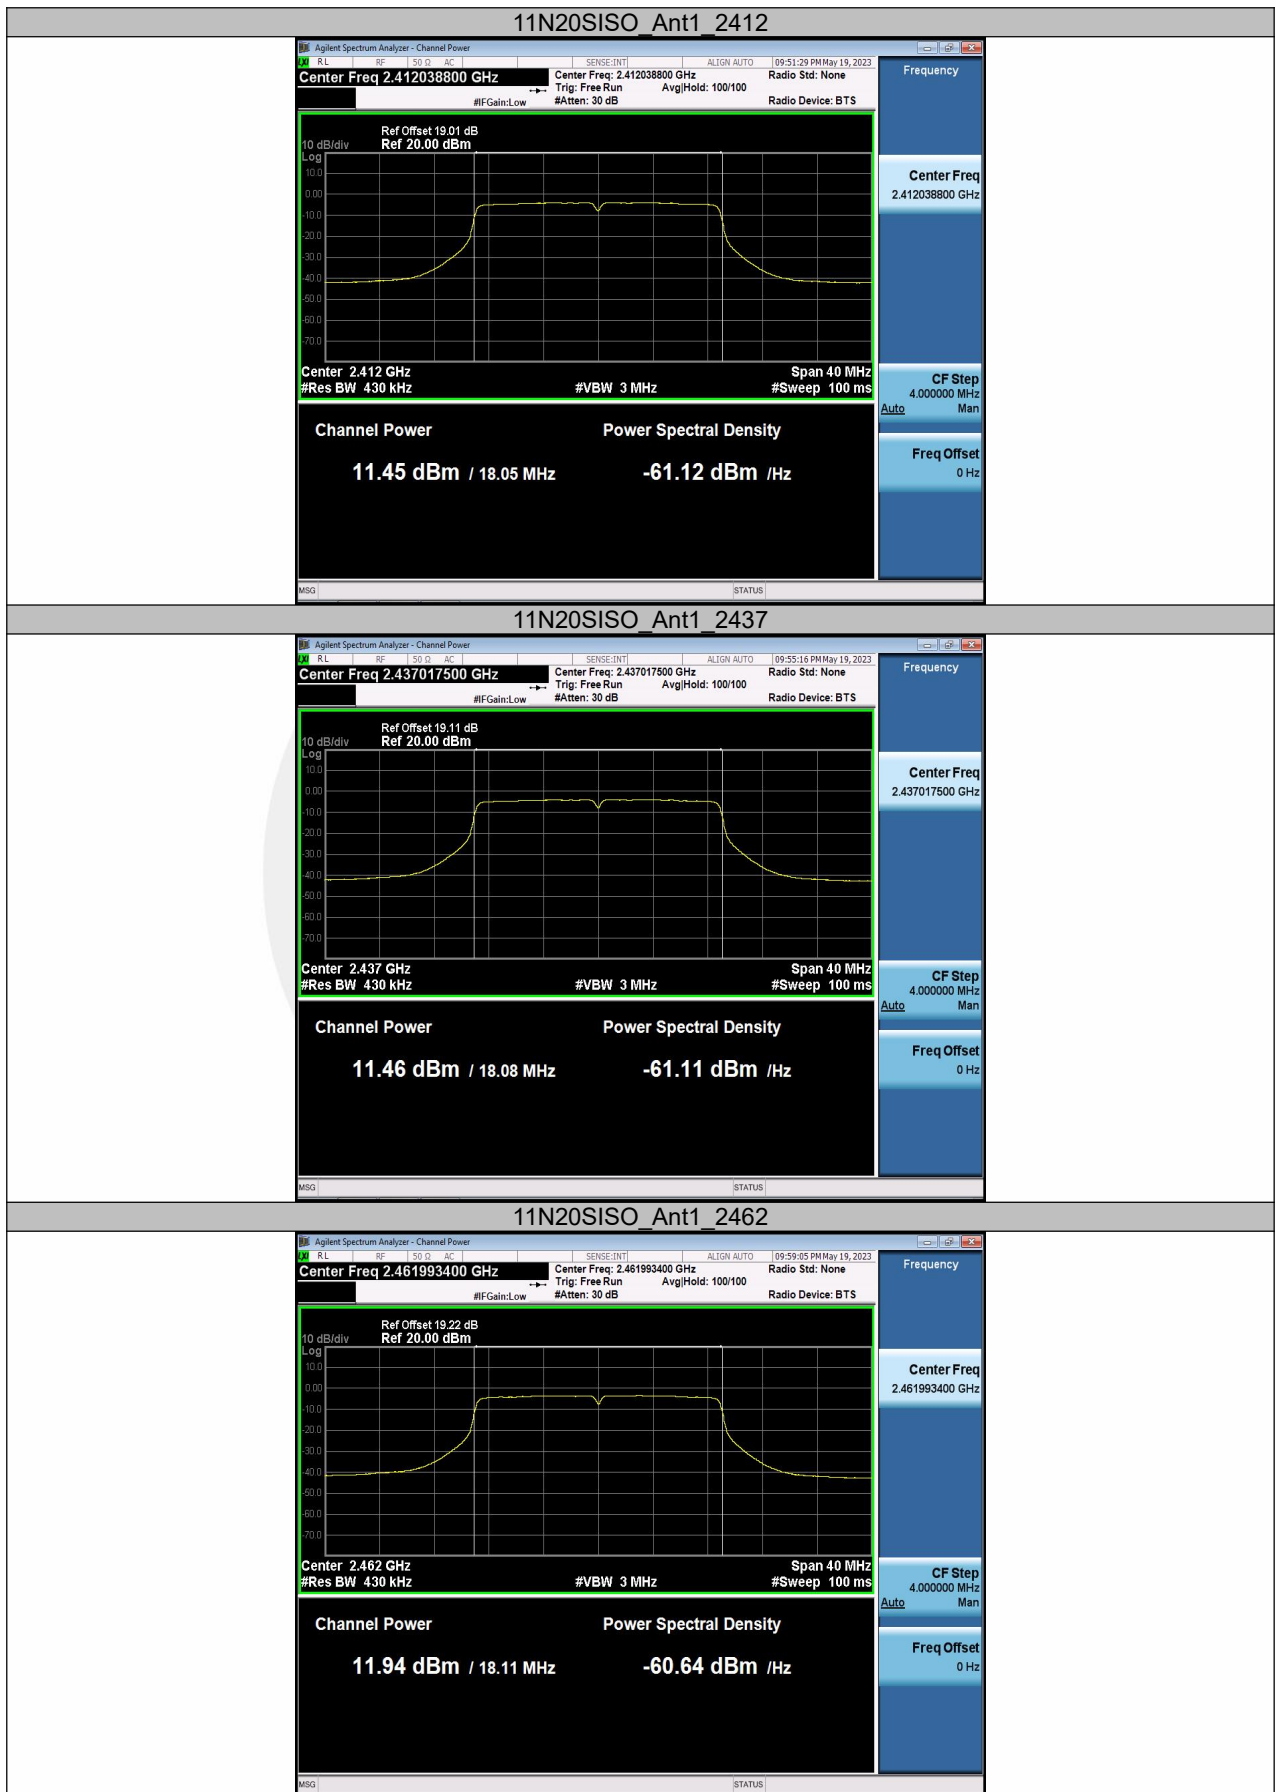 11N20SISO_Ant1_2412
Agilent Spectrum Analyzer - Channel Power
LXI RL RF 50 Ω AC SENSE:INT ALIGN AUTO 09:51:29 PM May 19, 2023
Center Freq 2.412038800 GHz Center Freq: 2.412038800 GHz Radio Std: None Frequency
Trig: Free Run Avg|Hold: 100/100
#IFGain:Low #Atten: 30 dB Radio Device: BTS
Ref Offset 19.01 dB
10 dB/div Ref 20.00 dBm
Log
10.0
0.00
-10.0
-20.0
-30.0
-40.0
-50.0
-60.0
-70.0
Center Freq
2.412038800 GHz
Center 2.412 GHz Span 40 MHz
#Res BW 430 kHz #VBW 3 MHz #Sweep 100 ms
CF Step
4.000000 MHz
Auto Man
Channel Power Power Spectral Density
11.45 dBm / 18.05 MHz -61.12 dBm /Hz
Freq Offset
0 Hz
MSG STATUS
11N20SISO_Ant1_2437
Agilent Spectrum Analyzer - Channel Power
LXI RL RF 50 Ω AC SENSE:INT ALIGN AUTO 09:55:16 PM May 19, 2023
Center Freq 2.437017500 GHz Center Freq: 2.437017500 GHz Radio Std: None Frequency
Trig: Free Run Avg|Hold: 100/100
#IFGain:Low #Atten: 30 dB Radio Device: BTS
Ref Offset 19.11 dB
10 dB/div Ref 20.00 dBm
Log
10.0
0.00
-10.0
-20.0
-30.0
-40.0
-50.0
-60.0
-70.0
Center Freq
2.437017500 GHz
Center 2.437 GHz Span 40 MHz
#Res BW 430 kHz #VBW 3 MHz #Sweep 100 ms
CF Step
4.000000 MHz
Auto Man
Channel Power Power Spectral Density
11.46 dBm / 18.08 MHz -61.11 dBm /Hz
Freq Offset
0 Hz
MSG STATUS
11N20SISO_Ant1_2462
Agilent Spectrum Analyzer - Channel Power
LXI RL RF 50 Ω AC SENSE:INT ALIGN AUTO 09:59:05 PM May 19, 2023
Center Freq 2.461993400 GHz Center Freq: 2.461993400 GHz Radio Std: None Frequency
Trig: Free Run Avg|Hold: 100/100
#IFGain:Low #Atten: 30 dB Radio Device: BTS
Ref Offset 19.22 dB
10 dB/div Ref 20.00 dBm
Log
10.0
0.00
-10.0
-20.0
-30.0
-40.0
-50.0
-60.0
-70.0
Center Freq
2.461993400 GHz
Center 2.462 GHz Span 40 MHz
#Res BW 430 kHz #VBW 3 MHz #Sweep 100 ms
CF Step
4.000000 MHz
Auto Man
Channel Power Power Spectral Density
11.94 dBm / 18.11 MHz -60.64 dBm /Hz
Freq Offset
0 Hz
MSG STATUS